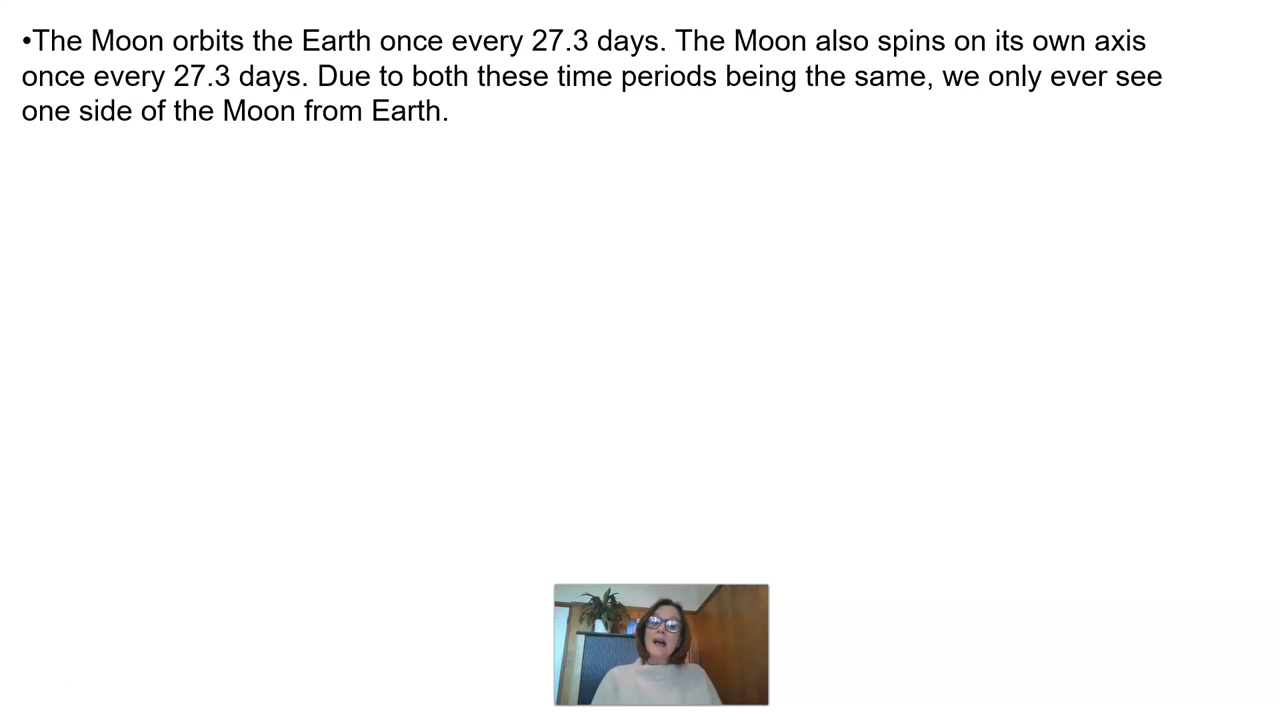 •The Moon orbits the Earth once every 27.3 days. The Moon also spins on its own axis
once every 27.3 days. Due to both these time periods being the same, we only ever see
one side of the Moon from Earth.